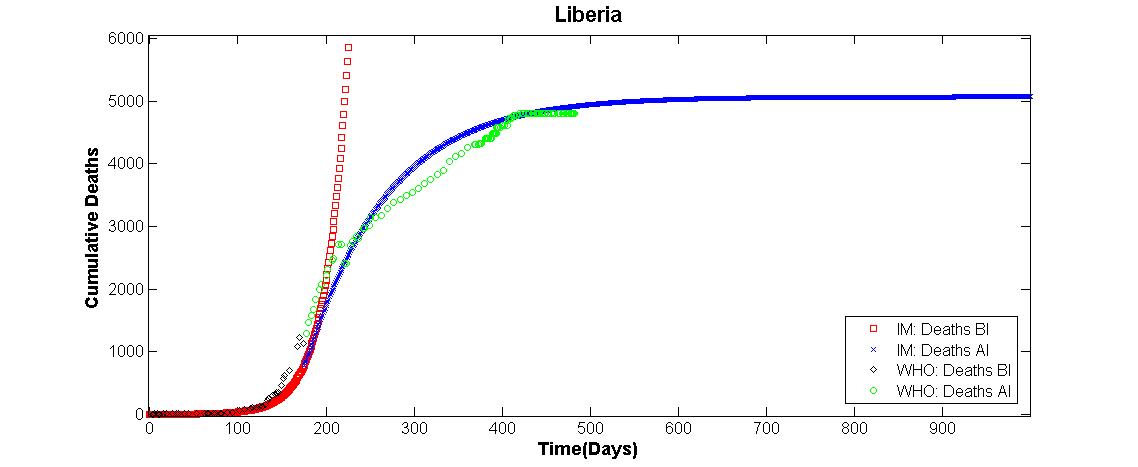 Liberia
6000
5000
4000
3000
2000
1000
0
Cumulative Deaths
0 100 200 300 400 500 600 700 800 900
Time(Days)
IM: Deaths BI
IM: Deaths AI
WHO: Deaths BI
WHO: Deaths AI